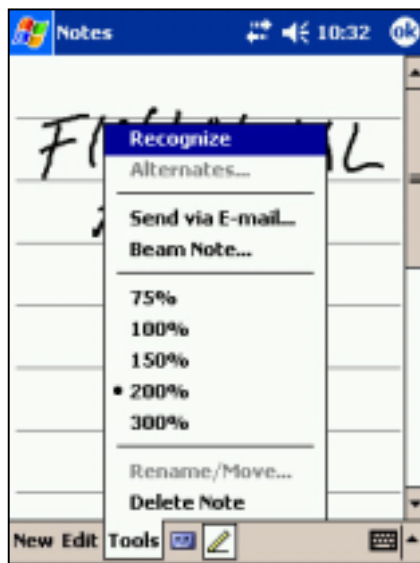 Notes 10:32 ok
Recognize
Alternates...
Send via E-mail...
Beam Note...
75%
100%
150%
200%
300%
Rename/Move...
Delete Note
New Edit Tools